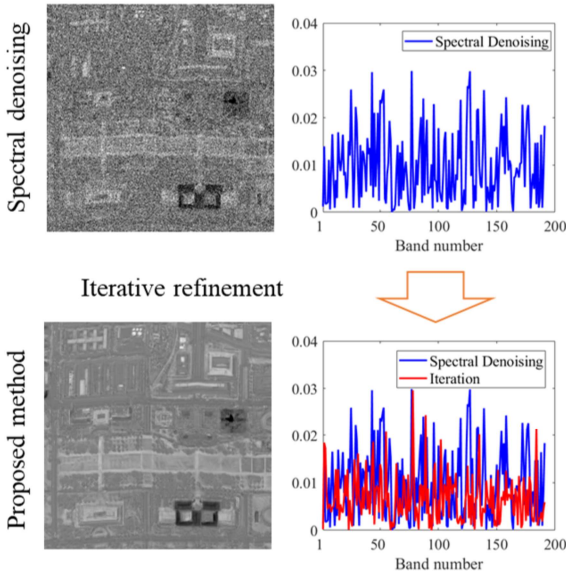 Spectral denoising
0.04
0.03
0.02
0.01
0
Spectral Denoising
1 50 100 150 200
Band number
Iterative refinement
Proposed method
0.04
0.03
0.02
0.01
0
Spectral Denoising
Iteration
1 50 100 150 200
Band number